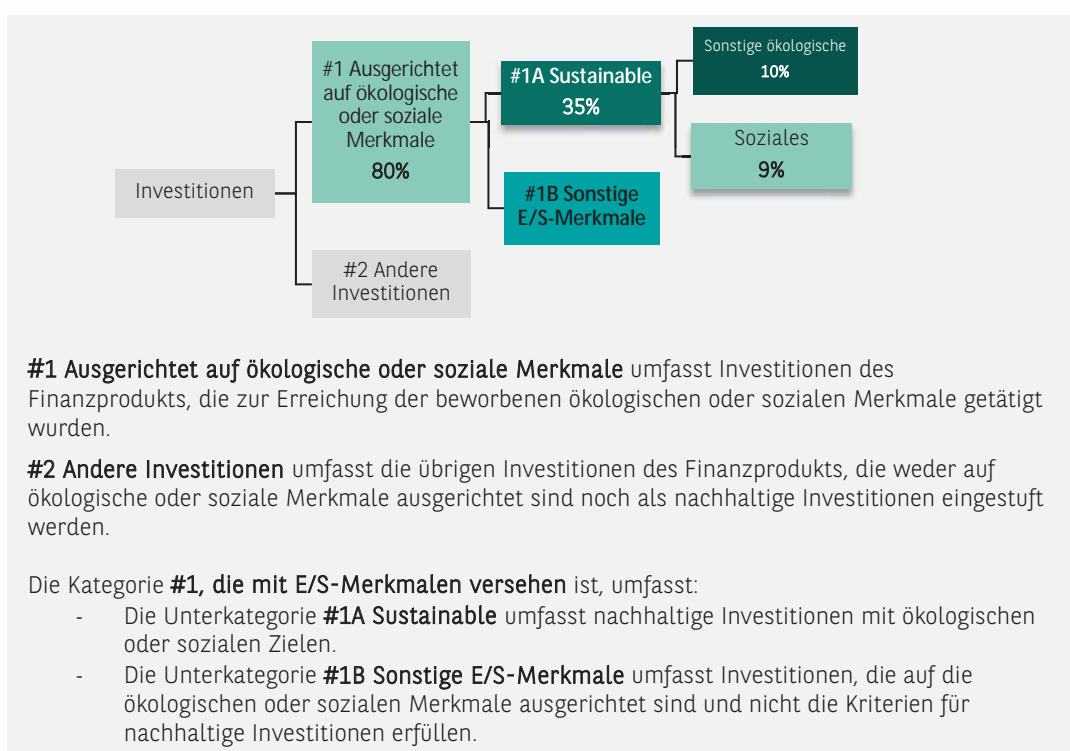 Sonstige ökologische
10%
#1 Ausgerichtet
auf ökologische
oder soziale
Merkmale
80%
#1A Sustainable
35%
Soziales
9%
Investitionen
#1B Sonstige
E/S-Merkmale
#2 Andere
Investitionen
#1 Ausgerichtet auf ökologische oder soziale Merkmale umfasst Investitionen des
Finanzprodukts, die zur Erreichung der beworbenen ökologischen oder sozialen Merkmale getätigt
wurden.
#2 Andere Investitionen umfasst die übrigen Investitionen des Finanzprodukts, die weder auf
ökologische oder soziale Merkmale ausgerichtet sind noch als nachhaltige Investitionen eingestuft
werden.
Die Kategorie #1, die mit E/S-Merkmalen versehen ist, umfasst:
- Die Unterkategorie #1A Sustainable umfasst nachhaltige Investitionen mit ökologischen
oder sozialen Zielen.
- Die Unterkategorie #1B Sonstige E/S-Merkmale umfasst Investitionen, die auf die
ökologischen oder sozialen Merkmale ausgerichtet sind und nicht die Kriterien für
nachhaltige Investitionen erfüllen.